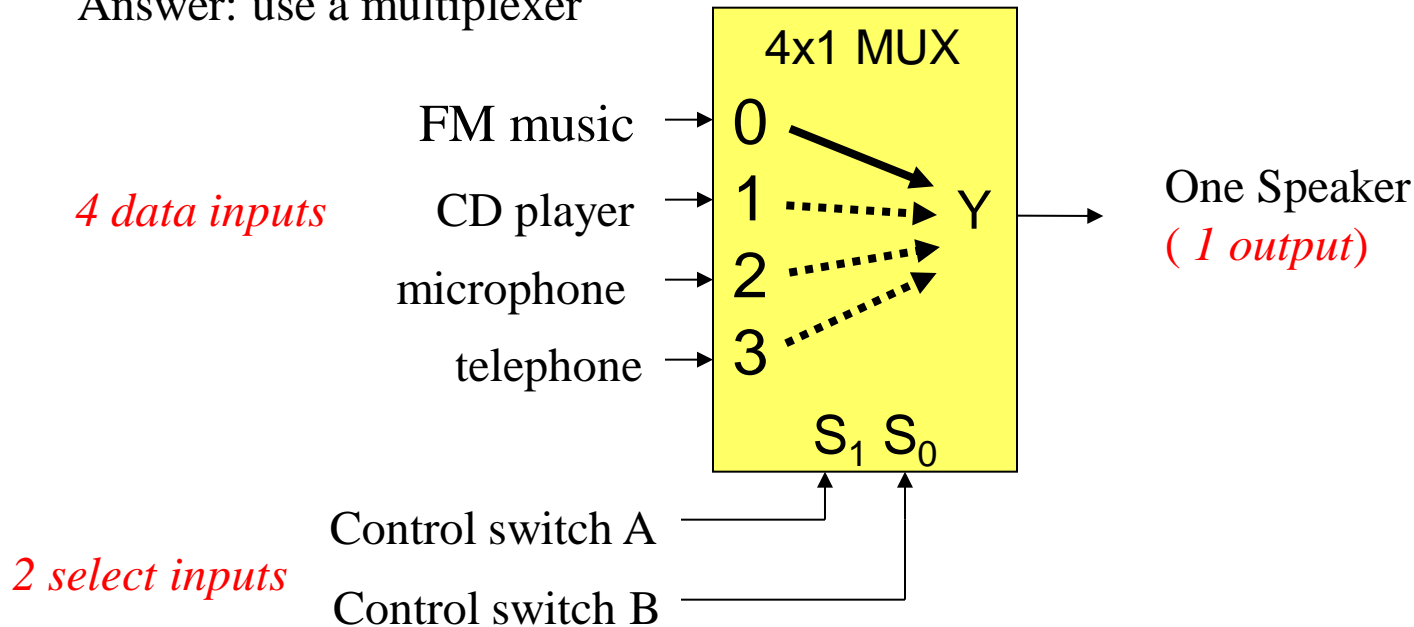 Answer: use a multiplexer
4x1 MUX
FM music
0
4 data inputs
CD player
1
Y
One Speaker
( 1 output)
microphone
2
telephone
3
S1 S0
Control switch A
2 select inputs
Control switch B